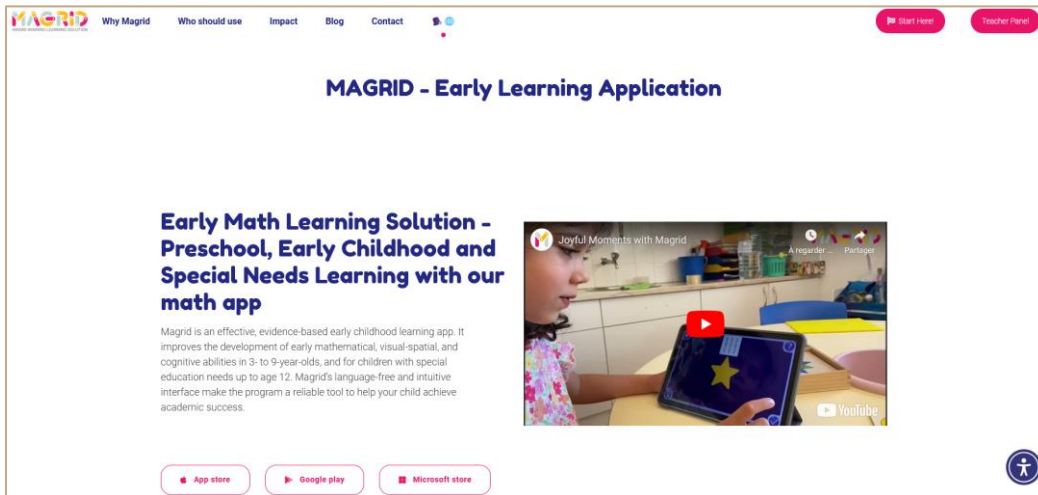 MAGRID
AWARD WINNING LEARNING SOLUTION
Why Magrid
Who should use
Impact
Blog
Contact
Start Here!
Teacher Panel
MAGRID - Early Learning Application
Early Math Learning Solution -
Preschool, Early Childhood and
Special Needs Learning with our
math app
Magrid is an effective, evidence-based early childhood learning app. It
improves the development of early mathematical, visual-spatial, and
cognitive abilities in 3- to 9-year-olds, and for children with special
education needs up to age 12. Magrid's language-free and intuitive
interface make the program a reliable tool to help your child achieve
academic success.
Joyful Moments with Magrid
À regarder ...
Partager
YouTube
App store
Google play
Microsoft store